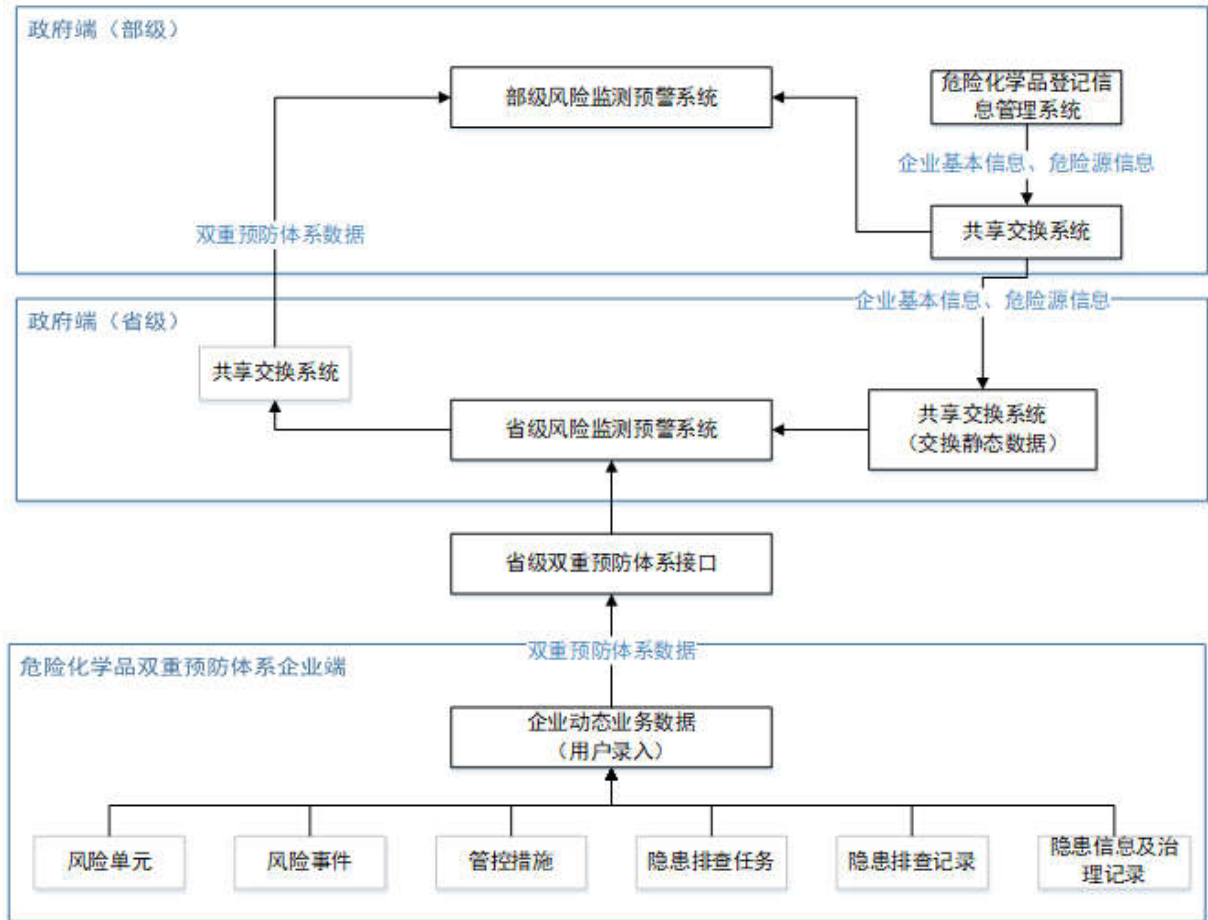 政府端（部级）
部级风险监测预警系统
危险化学品登记信
息管理系统
企业基本信息、危险源信息
双重预防体系数据
共享交换系统
企业基本信息、危险源信息
政府端（省级）
共享交换系统
省级风险监测预警系统
共享交换系统
（交换静态数据）
省级双重预防体系接口
双重预防体系数据
危险化学品双重预防体系企业端
企业动态业务数据
（用户录入）
风险单元
风险事件
管控措施
隐患排查任务
隐患排查记录
隐患信息及治
理记录